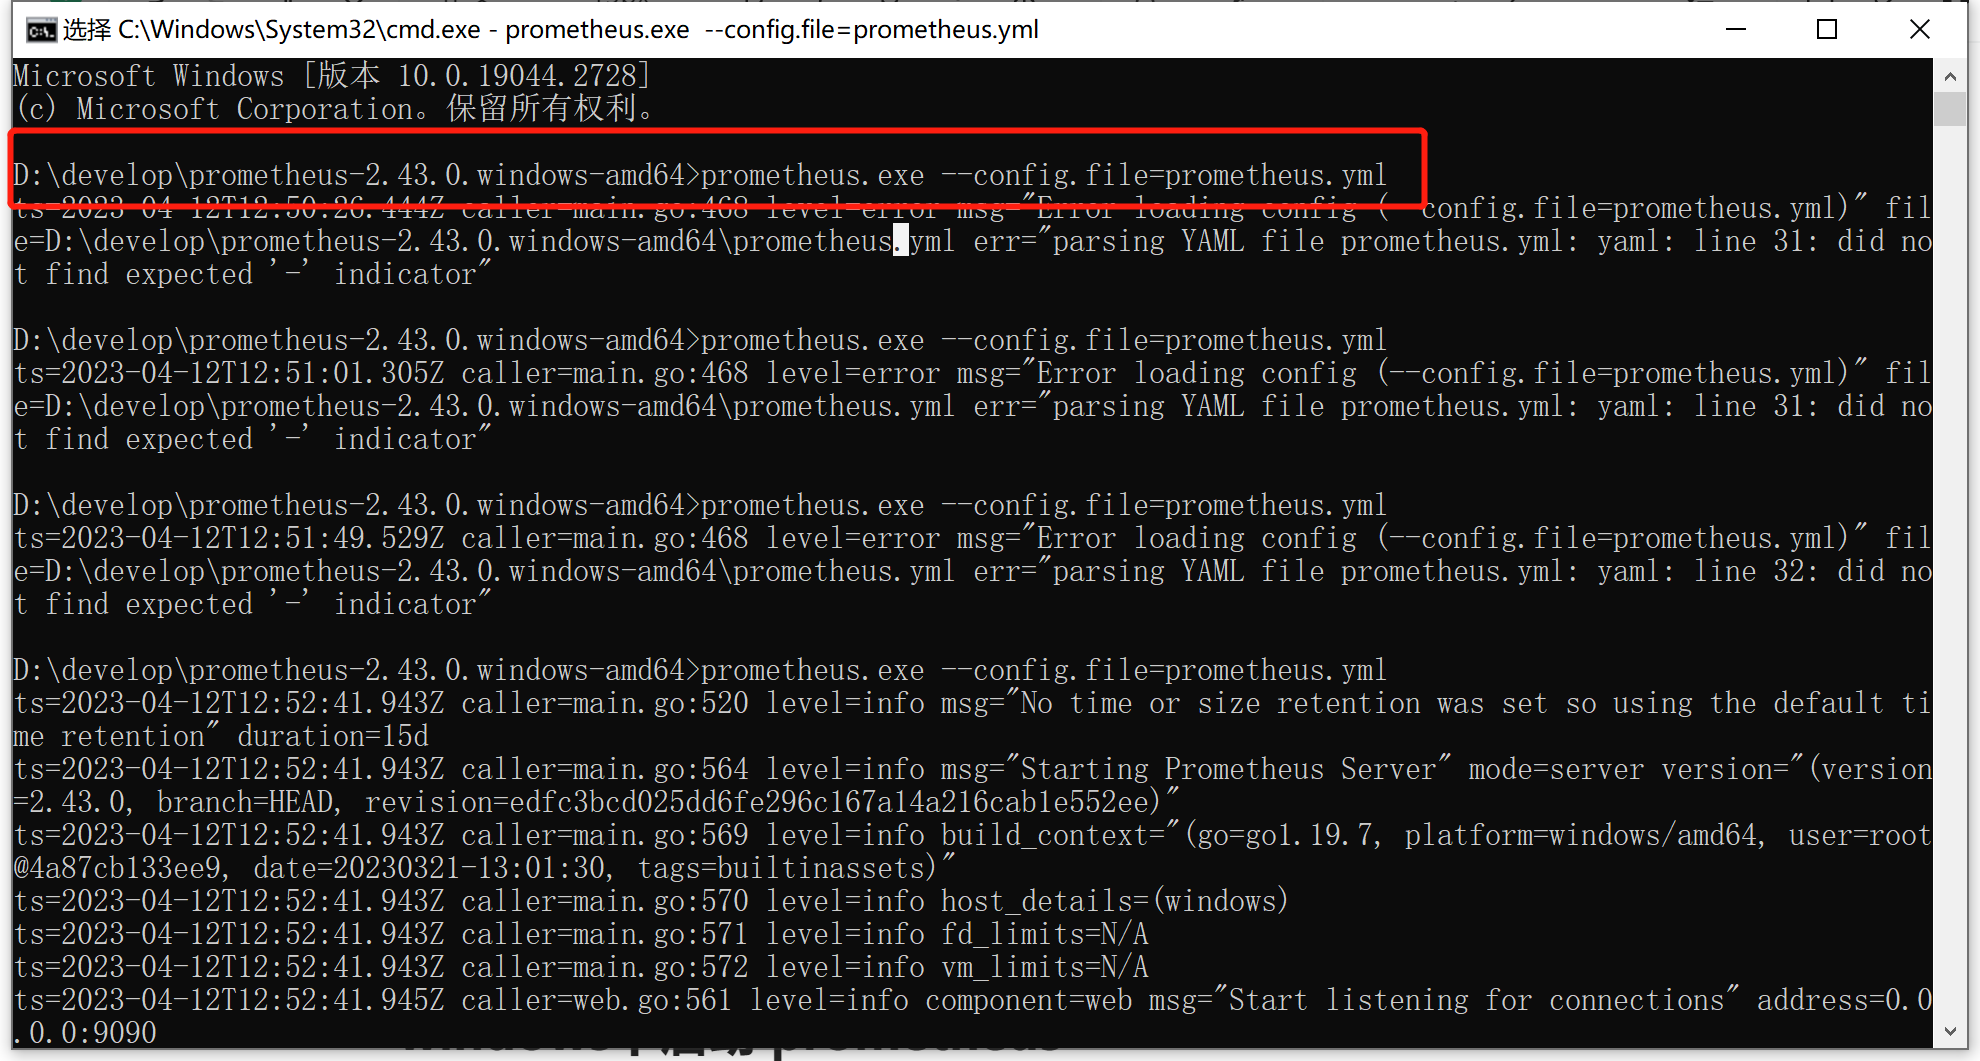 选择 C:\Windows\System32\cmd.exe - prometheus.exe  --config.file=prometheus.yml
Microsoft Windows [版本 10.0.19044.2728]
(c) Microsoft Corporation。保留所有权利。
D:\develop\prometheus-2.43.0.windows-amd64>prometheus.exe --config.file=prometheus.yml
ts=2023-04-12T12:50:26.444Z caller=main.go:468 level=error msg="Error loading config (--config.file=prometheus.yml)" fil
e=D:\develop\prometheus-2.43.0.windows-amd64\prometheus.yml err="parsing YAML file prometheus.yml: yaml: line 31: did no
t find expected '-' indicator"
D:\develop\prometheus-2.43.0.windows-amd64>prometheus.exe --config.file=prometheus.yml
ts=2023-04-12T12:51:01.305Z caller=main.go:468 level=error msg="Error loading config (--config.file=prometheus.yml)" fil
e=D:\develop\prometheus-2.43.0.windows-amd64\prometheus.yml err="parsing YAML file prometheus.yml: yaml: line 31: did no
t find expected '-' indicator"
D:\develop\prometheus-2.43.0.windows-amd64>prometheus.exe --config.file=prometheus.yml
ts=2023-04-12T12:51:49.529Z caller=main.go:468 level=error msg="Error loading config (--config.file=prometheus.yml)" fil
e=D:\develop\prometheus-2.43.0.windows-amd64\prometheus.yml err="parsing YAML file prometheus.yml: yaml: line 32: did no
t find expected '-' indicator"
D:\develop\prometheus-2.43.0.windows-amd64>prometheus.exe --config.file=prometheus.yml
ts=2023-04-12T12:52:41.943Z caller=main.go:520 level=info msg="No time or size retention was set so using the default ti
me retention" duration=15d
ts=2023-04-12T12:52:41.943Z caller=main.go:564 level=info msg="Starting Prometheus Server" mode=server version="(version
=2.43.0, branch=HEAD, revision=edfc3bcd025dd6fe296c167a14a216cab1e552ee)"
ts=2023-04-12T12:52:41.943Z caller=main.go:569 level=info build_context="(go=go1.19.7, platform=windows/amd64, user=root
@4a87cb133ee9, date=20230321-13:01:30, tags=builtinassets)"
ts=2023-04-12T12:52:41.943Z caller=main.go:570 level=info host_details=(windows)
ts=2023-04-12T12:52:41.943Z caller=main.go:571 level=info fd_limits=N/A
ts=2023-04-12T12:52:41.943Z caller=main.go:572 level=info vm_limits=N/A
ts=2023-04-12T12:52:41.945Z caller=web.go:561 level=info component=web msg="Start listening for connections" address=0.0
.0.0:9090